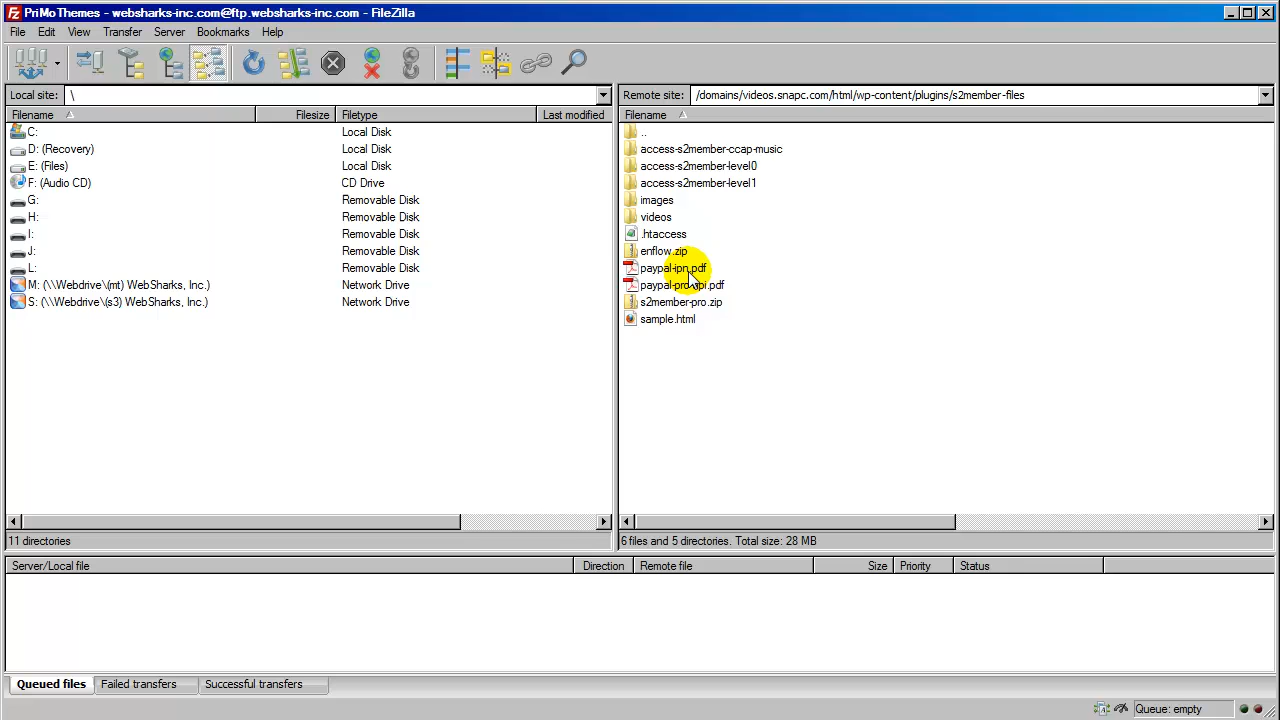 PriMoThemes - websharks-inc.com@ftp.websharks-inc.com - FileZilla
File Edit View Transfer Server Bookmarks Help
Local site: \
Remote site: /domains/videos.snapc.com/html/wp-content/plugins/s2member-files
Filename Filesize Filetype Last modified
C: Local Disk
D: (Recovery) Local Disk
E: (Files) Local Disk
F: (Audio CD) CD Drive
G: Removable Disk
H: Removable Disk
I: Removable Disk
J: Removable Disk
L: Removable Disk
M: (\\Webdrive\(mt) WebSharks, Inc.) Network Drive
S: (\\Webdrive\(s3) WebSharks, Inc.) Network Drive
11 directories
Filename
..
access-s2member-ccap-music
access-s2member-level0
access-s2member-level1
images
videos
.htaccess
enflow.zip
paypal-ipn.pdf
paypal-pro-api.pdf
s2member-pro.zip
sample.html
6 files and 5 directories. Total size: 28 MB
Server/Local file Direction Remote file Size Priority Status
Queued files Failed transfers Successful transfers
Queue: empty